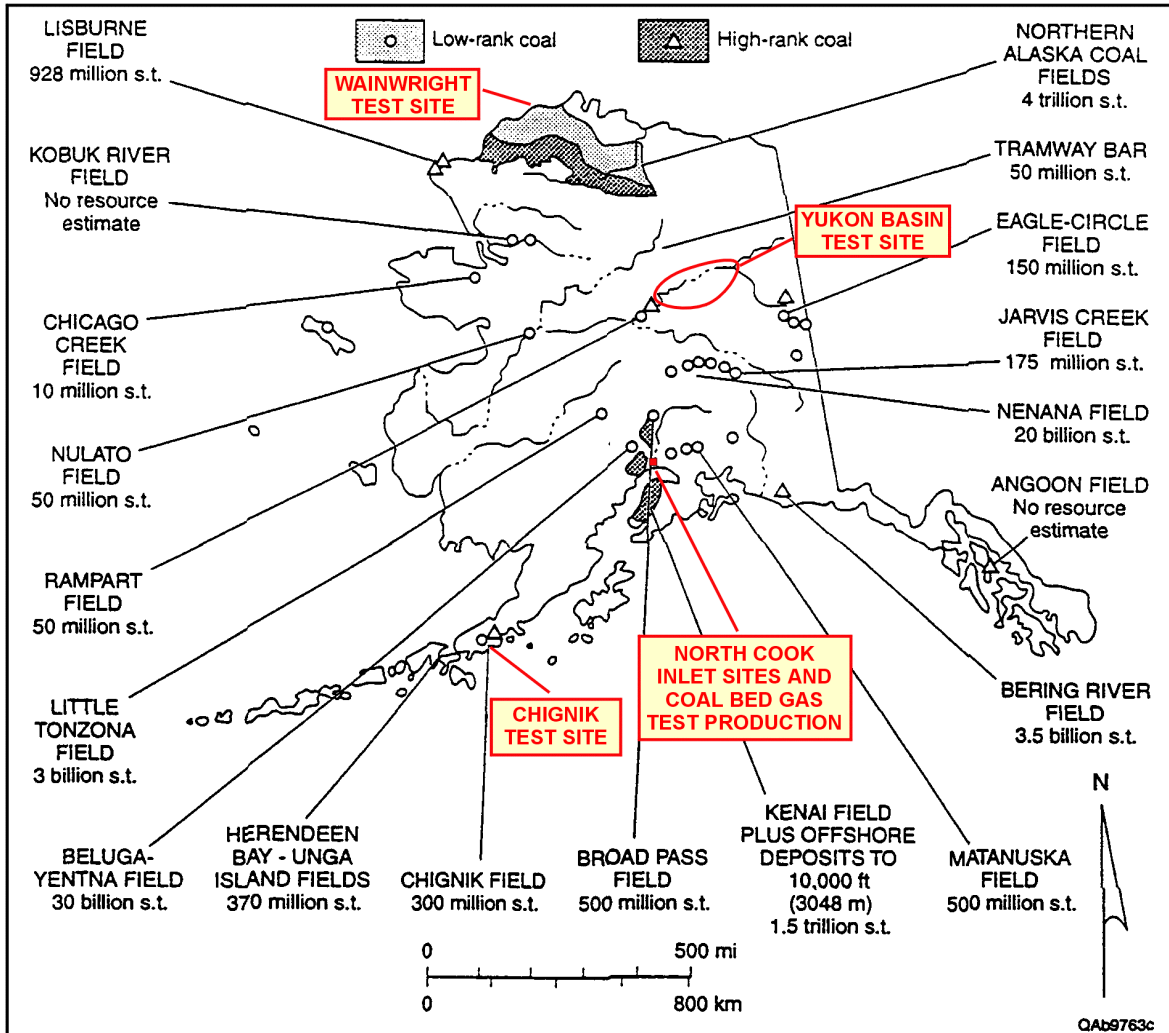 LISBURNE
FIELD
928 million s.t.
Low-rank coal
High-rank coal
NORTHERN
ALASKA COAL
FIELDS
4 trillion s.t.
WAINWRIGHT
TEST SITE
KOBUK RIVER
FIELD
No resource
estimate
TRAMWAY BAR
50 million s.t.
YUKON BASIN
TEST SITE
EAGLE-CIRCLE
FIELD
150 million s.t.
CHICAGO
CREEK
FIELD
10 million s.t.
JARVIS CREEK
FIELD
175 million s.t.
NENANA FIELD
20 billion s.t.
NULATO
FIELD
50 million s.t.
ANGOON FIELD
No resource
estimate
RAMPART
FIELD
50 million s.t.
LITTLE
TONZONA
FIELD
3 billion s.t.
CHIGNIK
TEST SITE
NORTH COOK
INLET SITES AND
COAL BED GAS
TEST PRODUCTION
BERING RIVER
FIELD
3.5 billion s.t.
BELUGA-
YENTNA FIELD
30 billion s.t.
HERENDEEN
BAY - UNGA
ISLAND FIELDS
370 million s.t.
CHIGNIK FIELD
300 million s.t.
BROAD PASS
FIELD
500 million s.t.
KENAI FIELD
PLUS OFFSHORE
DEPOSITS TO
10,000 ft
(3048 m)
1.5 trillion s.t.
MATANUSKA
FIELD
500 million s.t.
N
0 500 mi
0 800 km
QAb9763c